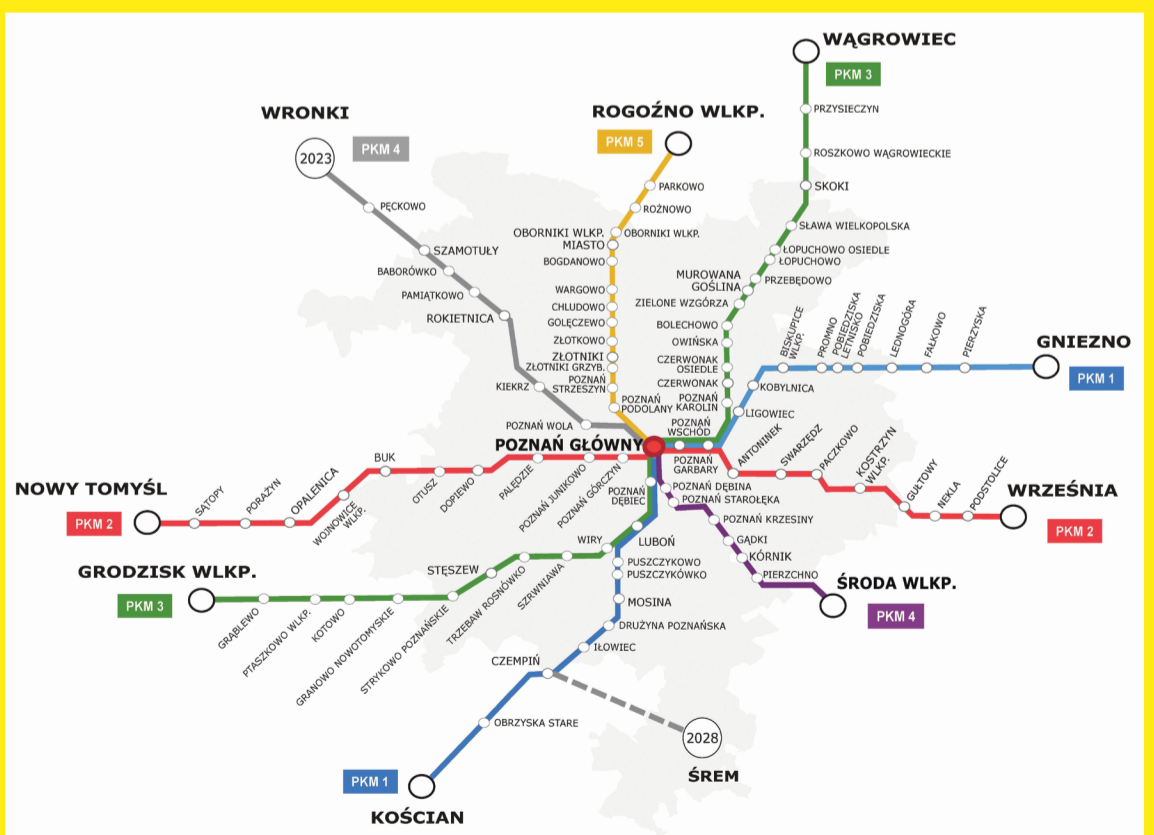 WĄGROWIEC
PKM 3
PRZYSIECZYN
ROSZKOWO WĄGROWIECKIE
SKOKI
SŁAWA WIELKOPOLSKA
ŁOPUCHOWO OSIEDLE
ŁOPUCHOWO
PRZEBĘDOWO
MUROWANA
GOŚLINA
ZIELONE WZGÓRZA
BOLECHOWO
OWIŃSKA
CZERWONAK
OSIEDLE
CZERWONAK
POZNAŃ
KAROLIN
POZNAŃ
WSCHÓD
ROGOŹNO WLKP.
PKM 5
PARKOWO
ROŻNOWO
OBORNIKI WLKP.
OBORNIKI WLKP.
MIASTO
BOGDANOWO
WARGOWO
CHLUDOWO
GOLĘCZEWO
ZŁOTKOWO
ZŁOTNIKI
ZŁOTNIKI GRZYB.
POZNAŃ
STRZESZYN
POZNAŃ
PODOLANY
WRONKI
PKM 4
2023
PĘCKOWO
SZAMOTUŁY
BABORÓWKO
PAMIĄTKOWO
ROKIETNICA
KIEKRZ
POZNAŃ WOLA
POZNAŃ GŁÓWNY
GNIEZNO
PKM 1
BISKUPICE
WLKP.
PROMNO
POBIEDZISKA
LETNISKO
POBIEDZISKA
LEDNOGÓRA
FAŁKOWO
PIERZYSKA
KOBYLNICA
LIGOWIEC
POZNAŃ
GARBARY
ANTONINEK
SWARZĘDZ
PACZKOWO
KOSTRZYN
WLKP.
GUŁTOWY
NEKLA
PODSTOLICE
WRZEŚNIA
PKM 2
NOWY TOMYŚL
PKM 2
SĄTOPY
PORAŻYN
OPALENICA
WOJNOWICE
WLKP.
BUK
OTUSZ
DOPIEWO
PALĘDZIE
POZNAŃ JUNIKOWO
POZNAŃ GÓRCZYN
POZNAŃ
DĘBIEC
POZNAŃ DĘBINA
POZNAŃ STAROŁĘKA
POZNAŃ KRZESINY
GĄDKI
KÓRNIK
PIERZCHNO
ŚRODA WLKP.
PKM 4
GRODZISK WLKP.
PKM 3
GRĄBLEWO
PTASZKOWO WLKP.
KOTOWO
GRANOWO NOWOTOMYSKIE
STRYKOWO POZNAŃSKIE
STĘSZEW
TRZEBAW ROSNÓWKO
SZRWNIAWA
WIRY
LUBOŃ
PUSZCZYKOWO
PUSZCZYKÓWKO
MOSINA
DRUŻYNA POZNAŃSKA
IŁOWIEC
CZEMPIŃ
OBRZYSKA STARE
2028
ŚREM
PKM 1
KOŚCIAN